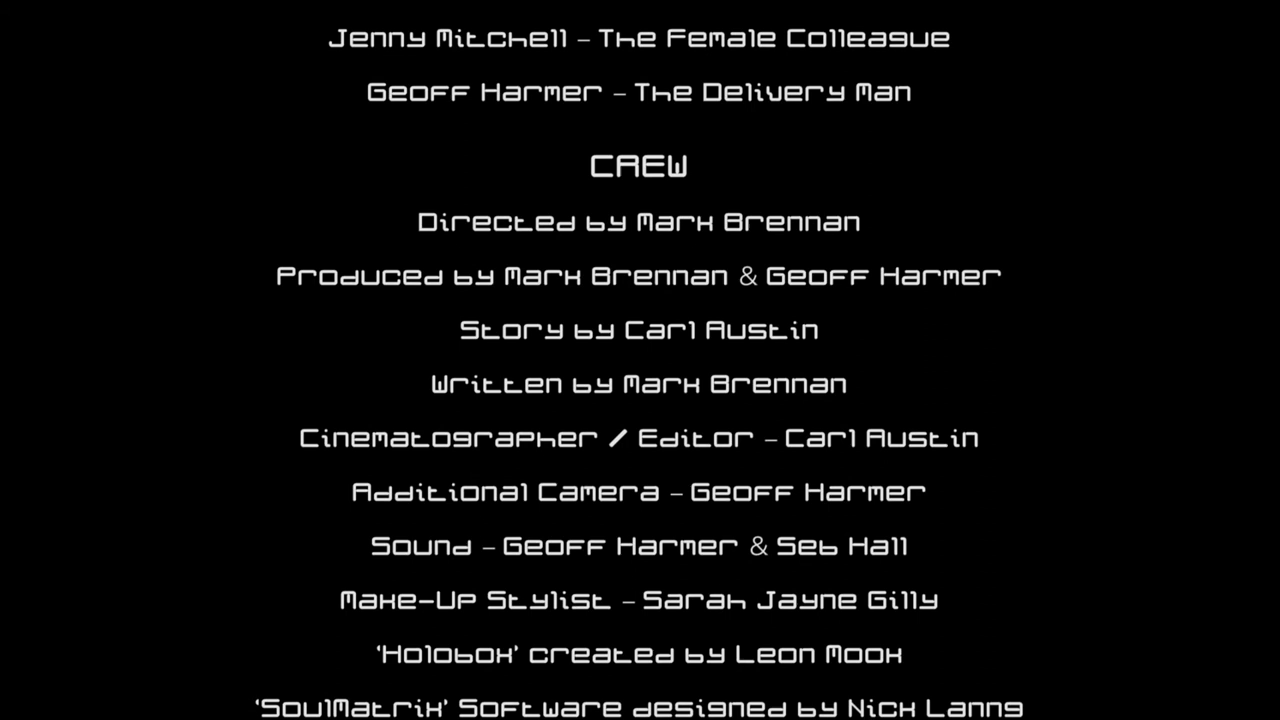 Jenny Mitchell – The Female Colleague
Geoff Harmer – The Delivery Man
CREW
Directed by Mark Brennan
Produced by Mark Brennan & Geoff Harmer
Story by Carl Austin
Written by Mark Brennan
Cinematographer / Editor – Carl Austin
Additional Camera – Geoff Harmer
Sound – Geoff Harmer & Seb Hall
Make-Up Stylist – Sarah Jayne Gilly
‘Holobox’ created by Leon Mook
‘SoulMatrix’ Software designed by Nick Lanng